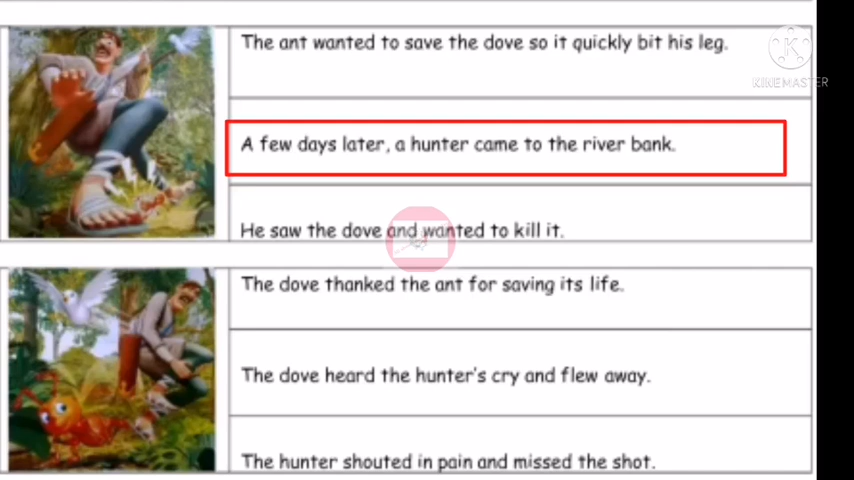 The ant wanted to save the dove so it quickly bit his leg.
KINEMASTER
A few days later, a hunter came to the river bank.
He saw the dove and wanted to kill it.
The dove thanked the ant for saving its life.
The dove heard the hunter's cry and flew away.
The hunter shouted in pain and missed the shot.